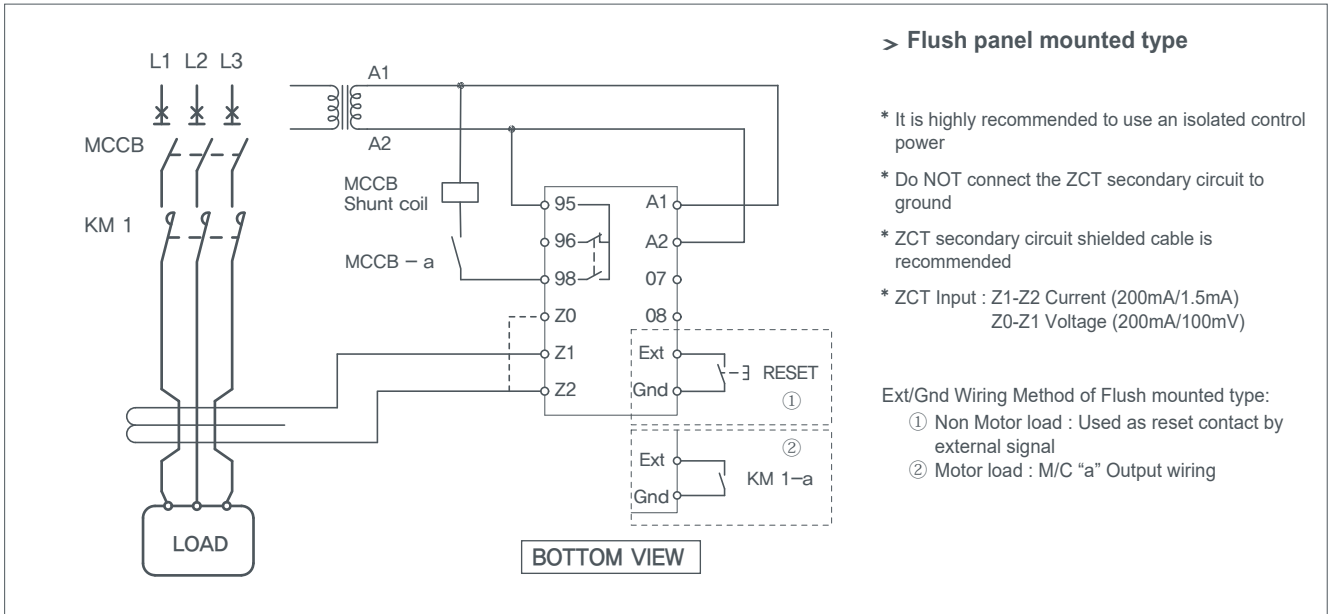 > Flush panel mounted type
L1 L2 L3
A1
A2
MCCB
MCCB
Shunt coil
KM 1
MCCB – a
95
96
98
Z0
Z1
Z2
A1
A2
07
08
Ext
Gnd
RESET
①
②
Ext
Gnd
KM 1–a
LOAD
BOTTOM VIEW
* It is highly recommended to use an isolated control
power
* Do NOT connect the ZCT secondary circuit to
ground
* ZCT secondary circuit shielded cable is
recommended
* ZCT Input : Z1-Z2 Current (200mA/1.5mA)
Z0-Z1 Voltage (200mA/100mV)
Ext/Gnd Wiring Method of Flush mounted type:
① Non Motor load : Used as reset contact by
external signal
② Motor load : M/C “a” Output wiring